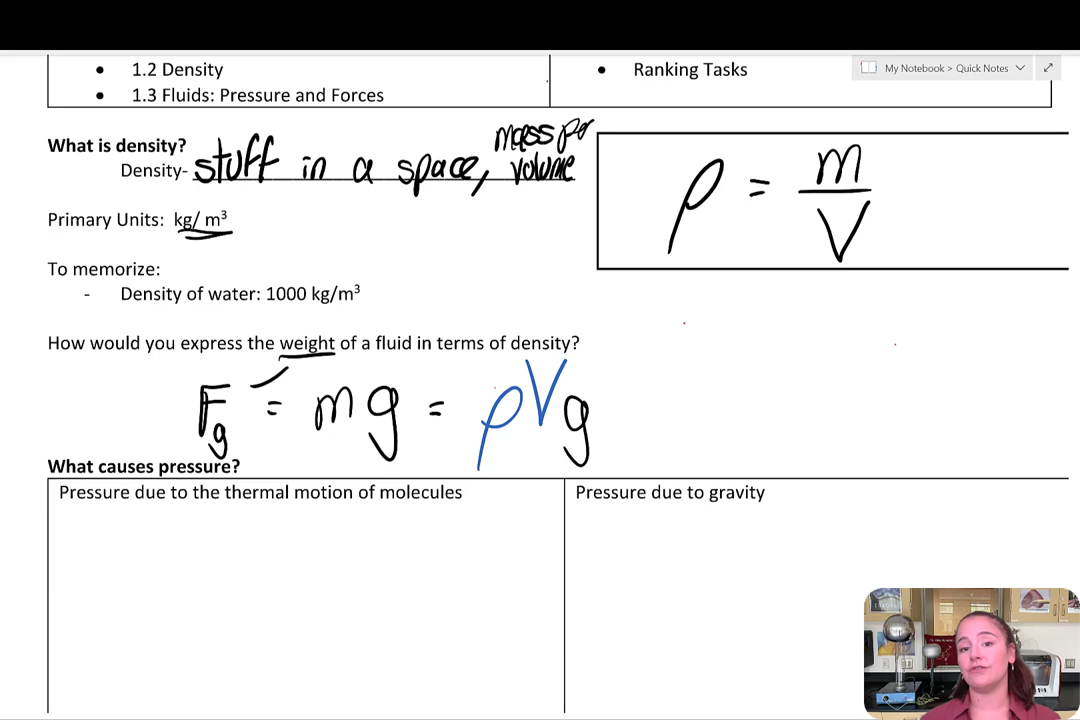 • 1.2 Density
• 1.3 Fluids: Pressure and Forces
• Ranking Tasks
My Notebook > Quick Notes
What is density?
Density- stuff in a space, mass per volume
ρ = m/V
Primary Units: kg/ m³
To memorize:
- Density of water: 1000 kg/m³
How would you express the weight of a fluid in terms of density?
Fg = mg = ρVg
What causes pressure?
Pressure due to the thermal motion of molecules
Pressure due to gravity